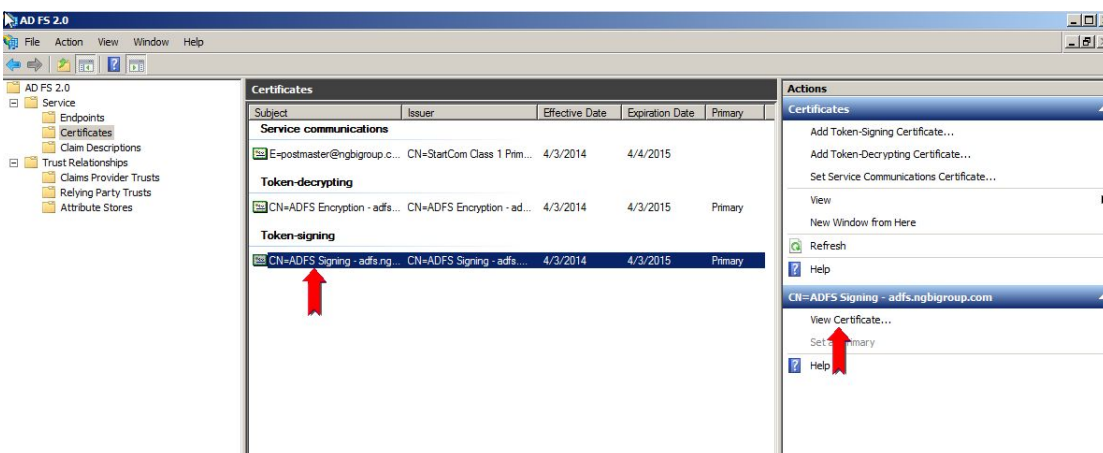 AD FS 2.0
File Action View Window Help
AD FS 2.0
Service
Endpoints
Certificates
Claim Descriptions
Trust Relationships
Claims Provider Trusts
Relying Party Trusts
Attribute Stores
Certificates
Subject Issuer Effective Date Expiration Date Primary
Service communications
E=postmaster@ngbigroup.c... CN=StartCom Class 1 Prim... 4/3/2014 4/4/2015
Token-decrypting
CN=ADFS Encryption - adfs... CN=ADFS Encryption - ad... 4/3/2014 4/3/2015 Primary
Token-signing
CN=ADFS Signing - adfs.ng... CN=ADFS Signing - adfs.... 4/3/2014 4/3/2015 Primary
Actions
Certificates
Add Token-Signing Certificate...
Add Token-Decrypting Certificate...
Set Service Communications Certificate...
View
New Window from Here
Refresh
Help
CN=ADFS Signing - adfs.ngbigroup.com
View Certificate...
Set
Help